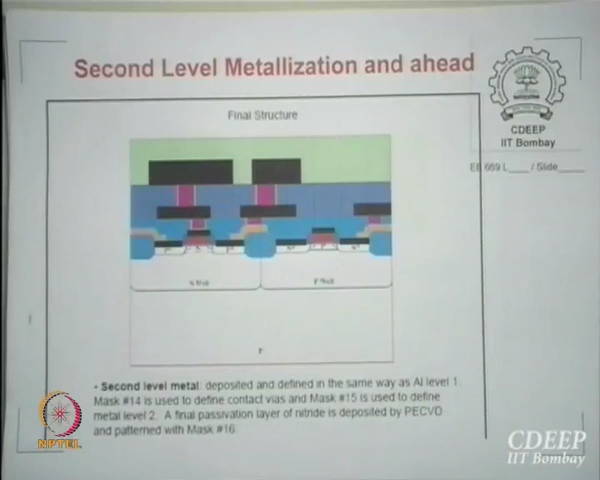 Second Level Metallization and ahead
CDEEP
IIT Bombay
EE 669 L____ / Slide_____
Final Structure
N Well
P Well
P
- Second level metal: deposited and defined in the same way as Al level 1.
Mask #14 is used to define contact vias and Mask #15 is used to define
metal level 2. A final passivation layer of nitride is deposited by PECVD
and patterned with Mask #16.
NPTEL
CDEEP
IIT Bombay